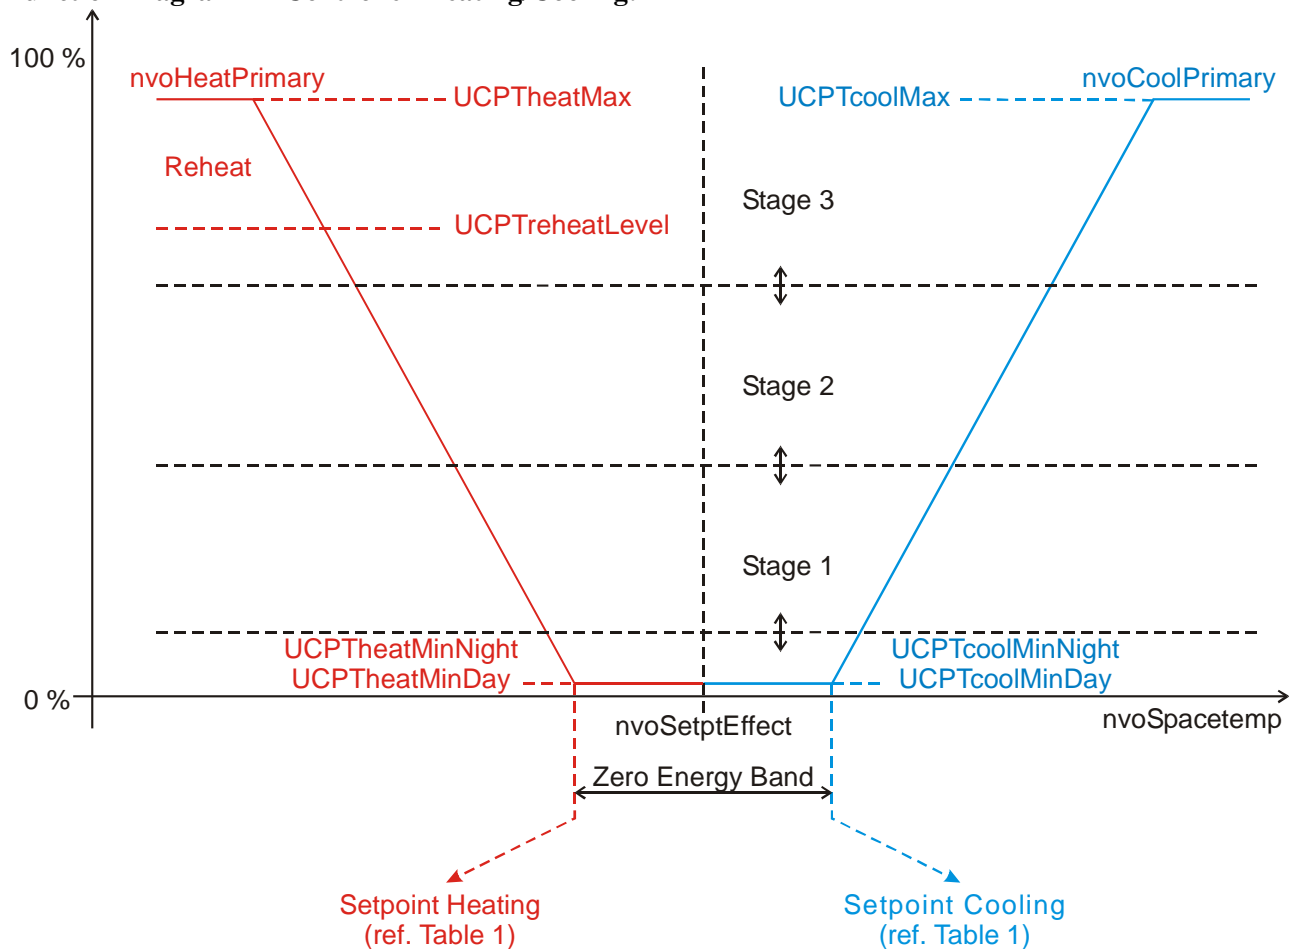 100 %
nvoHeatPrimary
nvoCoolPrimary
UCPTheatMax
UCPTcoolMax
Reheat
Stage 3
UCPTreheatLevel
Stage 2
Stage 1
UCPTheatMinNight
UCPTcoolMinNight
UCPTheatMinDay
UCPTcoolMinDay
0 %
nvoSetptEffect
nvoSpacetemp
Zero Energy Band
Setpoint Heating
(ref. Table 1)
Setpoint Cooling
(ref. Table 1)